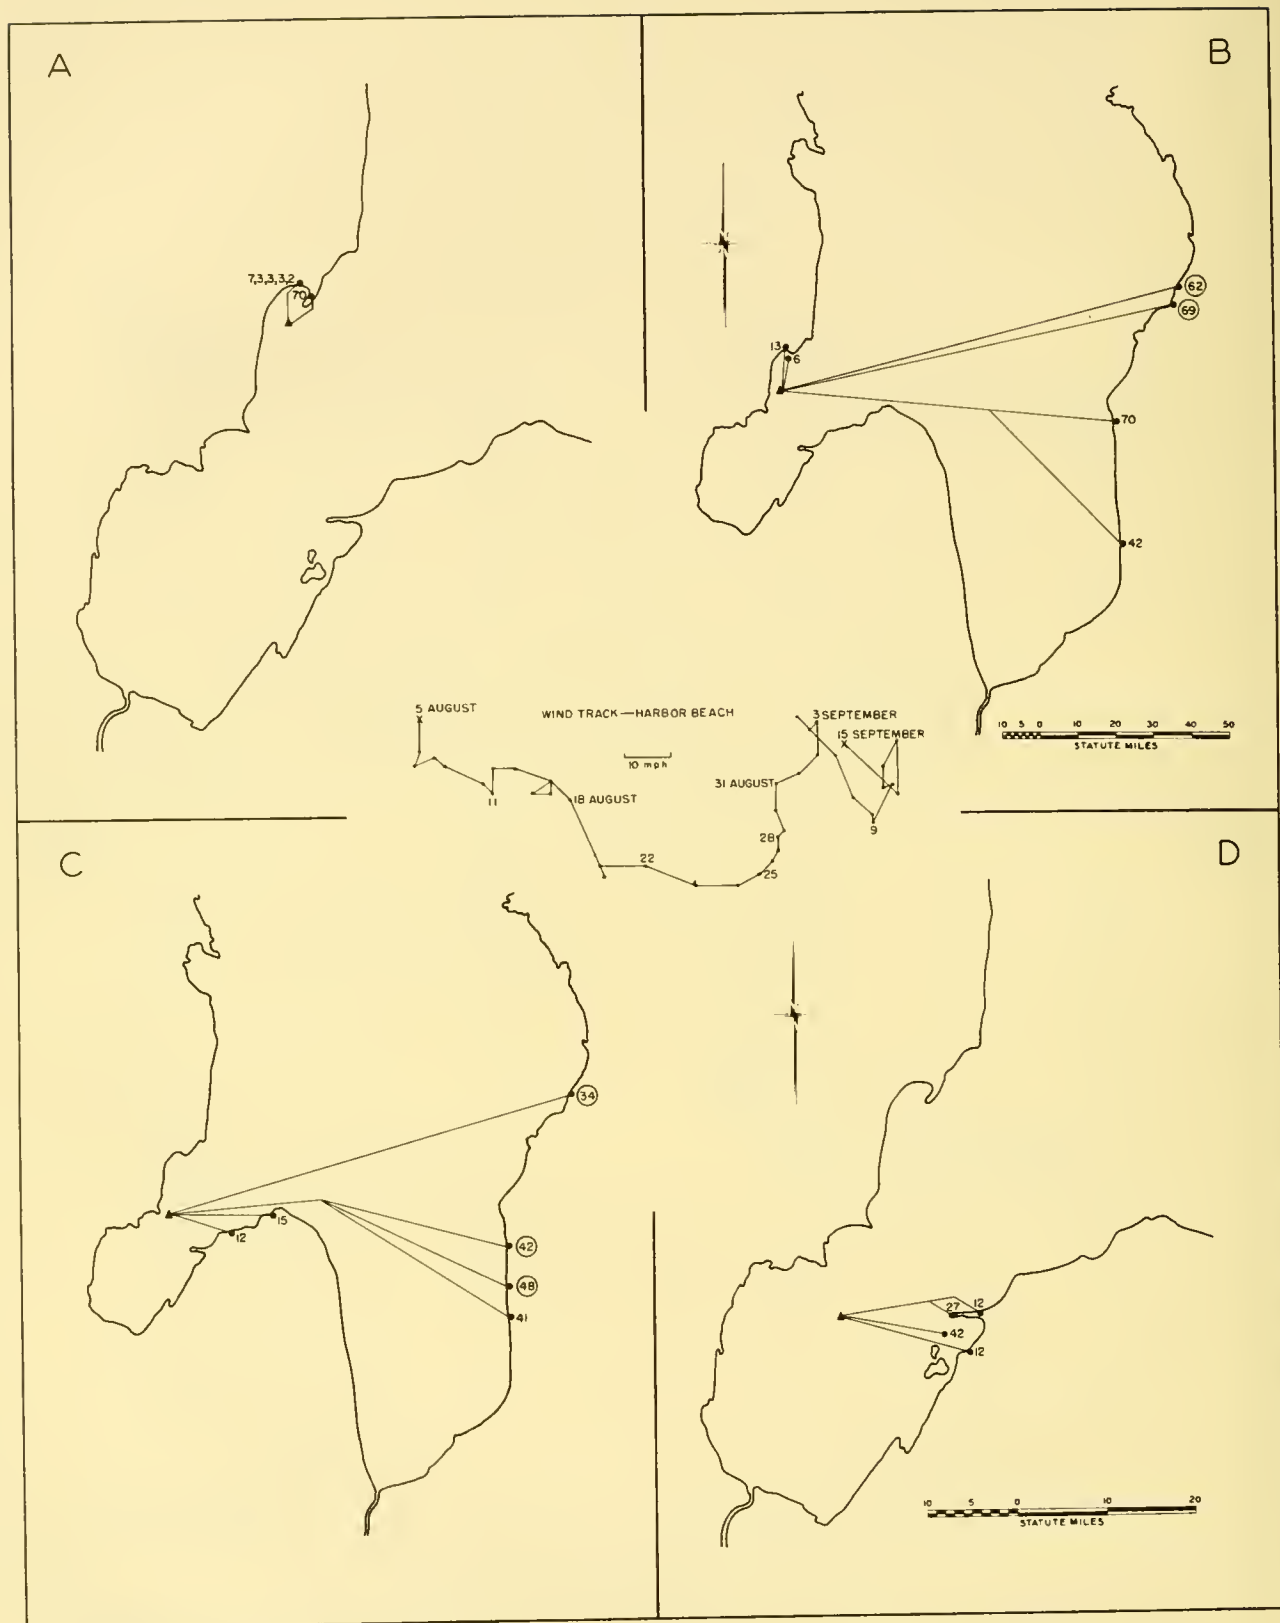 A
B
7,3,3,3,2
70
13
6
62
69
70
42
10 5 0 10 20 30 40 50
STATUTE MILES
WIND TRACK—HARBOR BEACH
5 AUGUST
10 mph
11
18 AUGUST
22
25
28
31 AUGUST
3 SEPTEMBER
15 SEPTEMBER
9
C
D
34
15
12
42
48
41
27
12
42
12
10 5 0 10 20
STATUTE MILES